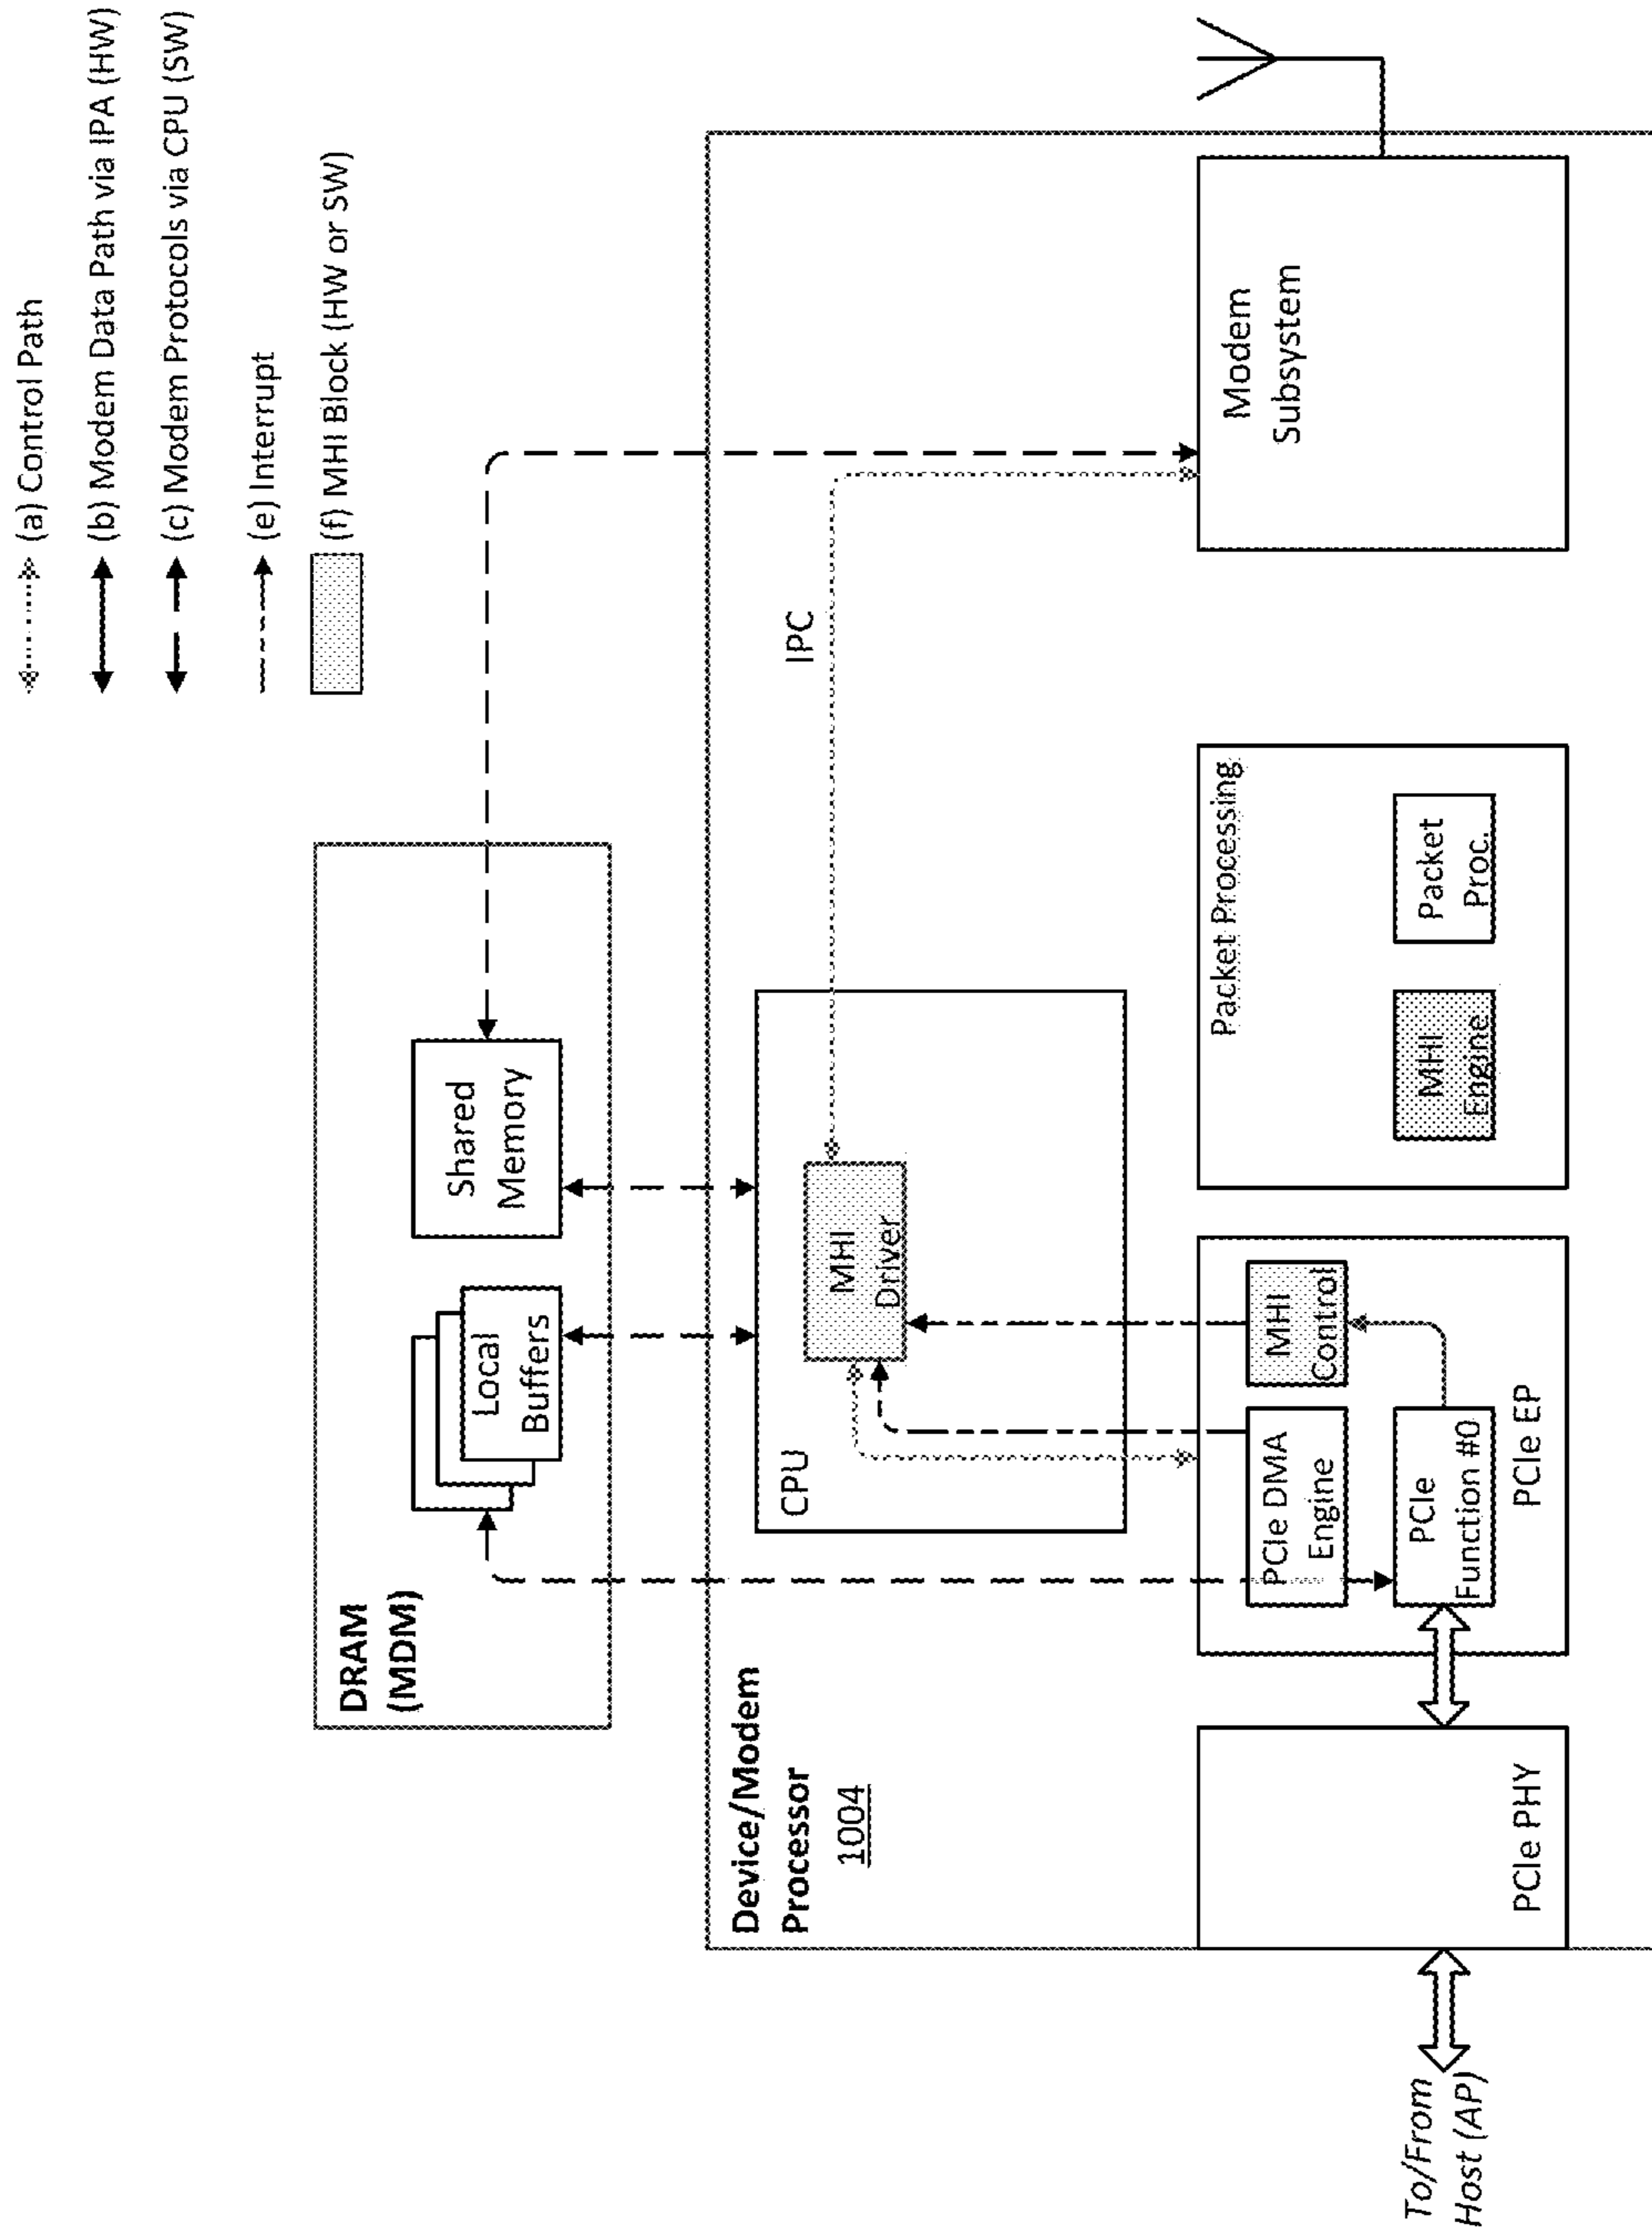 (a) Control Path
(b) Modem Data Path via IPA (HW)
(c) Modem Protocols via CPU (SW)
(e) Interrupt
(f) MHI Block (HW or SW)
DRAM
(MDM)
Local
Buffers
Shared
Memory
Device/Modem
Processor
1004
CPU
MHI
Driver
IPC
PCIe DMA
Engine
MHI
Control
PCIe
Function #0
PCIe EP
Packet Processing
MHI
Engine
Packet
Proc.
Modem
Subsystem
PCIe PHY
To/From
Host (AP)